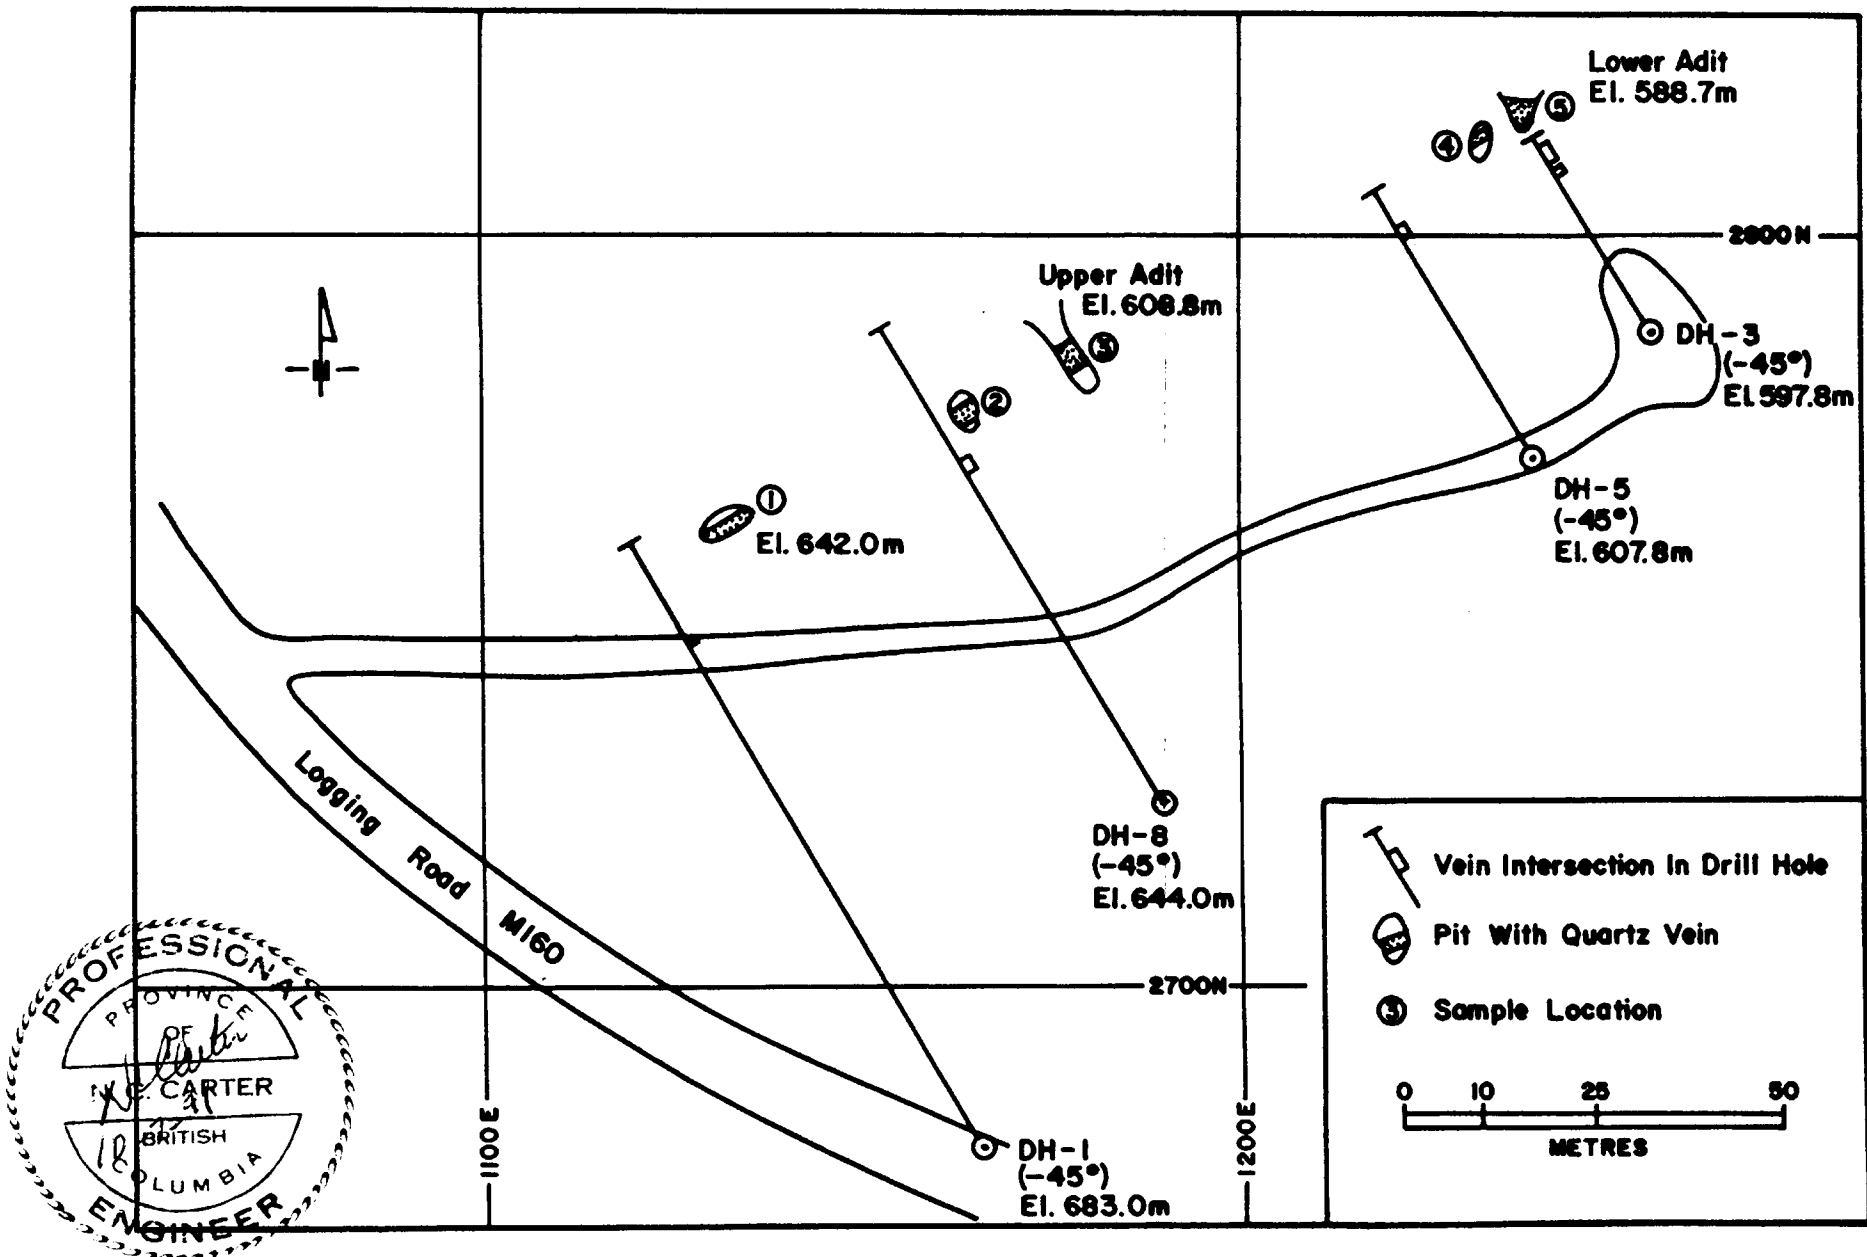 Lower Adit
El. 588.7m
5
4
2800N
Upper Adit
El. 608.8m
3
DH-3
(-45°)
El. 597.8m
2
1
El. 642.0m
DH-5
(-45°)
El. 607.8m
Logging Road M160
DH-8
(-45°)
El. 644.0m
Vein Intersection In Drill Hole
Pit With Quartz Vein
3 Sample Location
2700N
0 10 25 50
METRES
1100E
1200E
DH-1
(-45°)
El. 683.0m
PROFESSIONAL
PROVINCE
OF
N.C. CARTER
BRITISH
COLUMBIA
ENGINEER